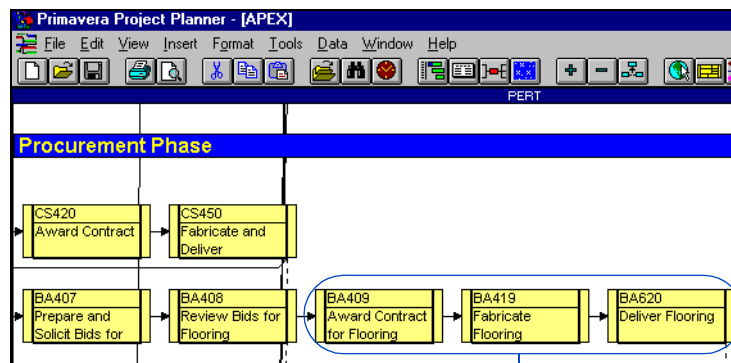 Primavera Project Planner - [APEX]
File Edit View Insert Format Tools Data Window Help
PERT
Procurement Phase
CS420
Award Contract
CS450
Fabricate and
Deliver
BA407
Prepare and
Solicit Bids for
BA408
Review Bids for
Flooring
BA409
Award Contract
for Flooring
BA419
Fabricate
Flooring
BA620
Deliver Flooring